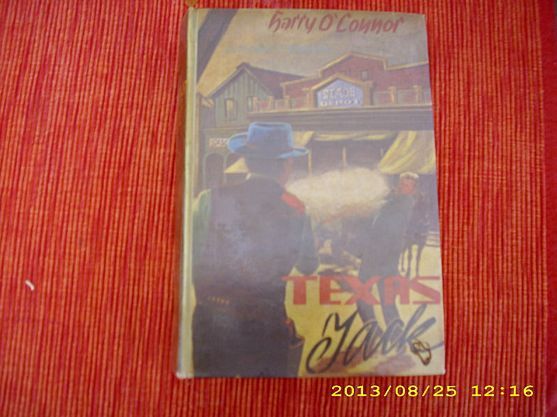 Harry O'Connor
STAGE
DEPOT
TEXAS
Jack
2013/08/25 12:16